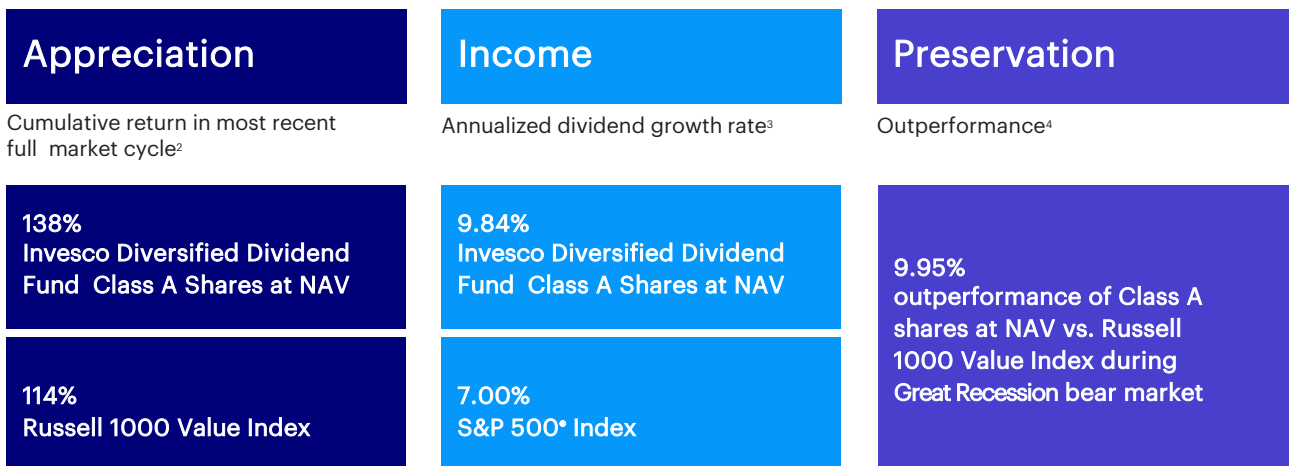 Appreciation
Cumulative return in most recent
full  market cycle²
138%
Invesco Diversified Dividend
Fund  Class A Shares at NAV
114%
Russell 1000 Value Index
Income
Annualized dividend growth rate³
9.84%
Invesco Diversified Dividend
Fund  Class A Shares at NAV
7.00%
S&P 500® Index
Preservation
Outperformance⁴
9.95%
outperformance of Class A
shares at NAV vs. Russell
1000 Value Index during
Great Recession bear market